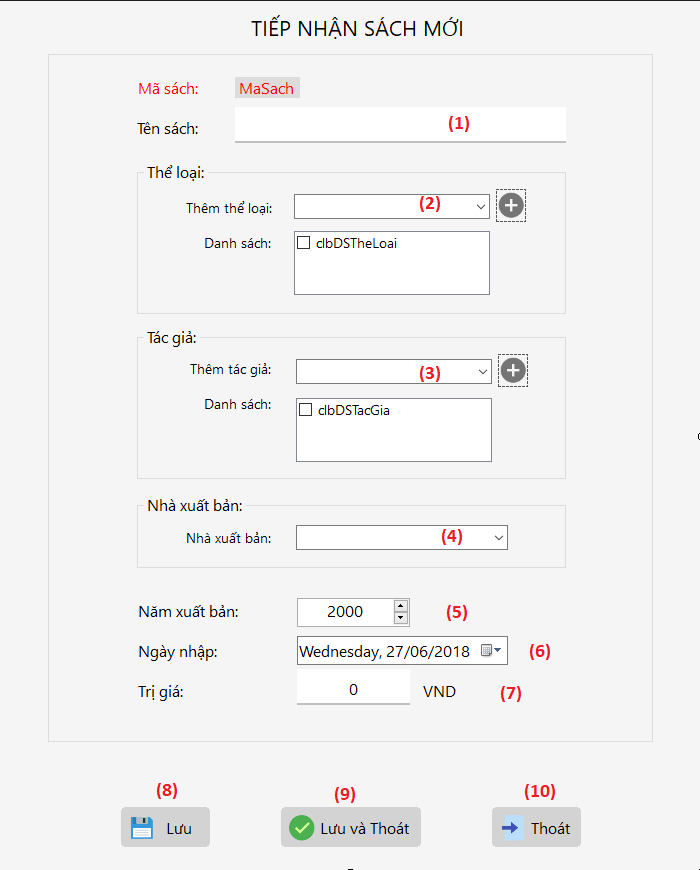 TIẾP NHẬN SÁCH MỚI
Mã sách: MaSach
Tên sách: (1)
Thể loại:
Thêm thể loại: (2)
Danh sách: clbDSTheLoai
Tác giả:
Thêm tác giả: (3)
Danh sách: clbDSTacGia
Nhà xuất bản:
Nhà xuất bản: (4)
Năm xuất bản: 2000 (5)
Ngày nhập: Wednesday, 27/06/2018 (6)
Trị giá: 0 VND (7)
(8) (9) (10)
Lưu Lưu và Thoát Thoát